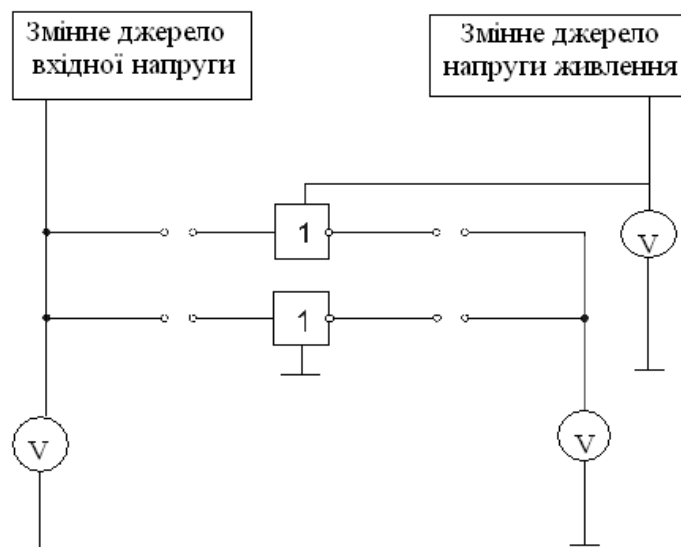 Змінне джерело
вхідної напруги
Змінне джерело
напруги живлення
1
V
1
V
V